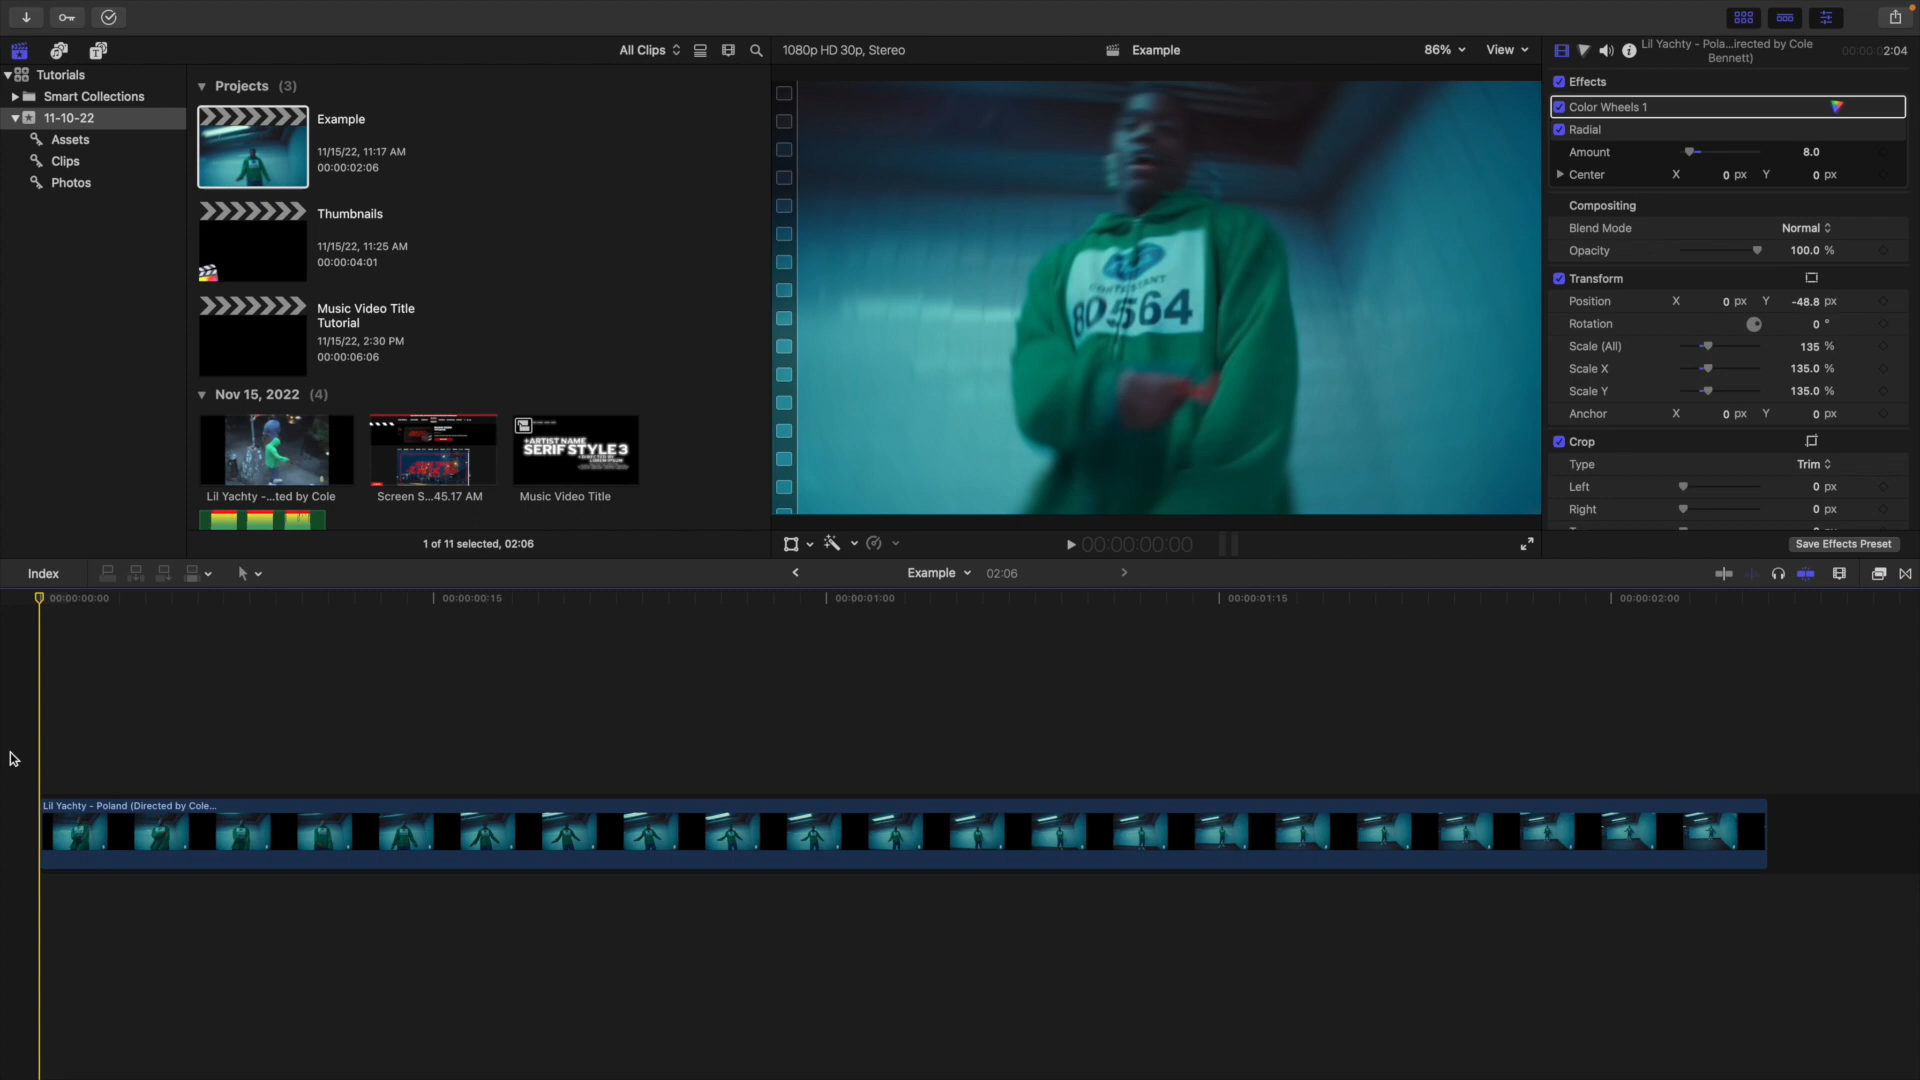 All Clips
1080p HD 30p, Stereo
Example
86%
View
Lil Yachty - Pola...irected by Cole
Bennett)
00:00:02:04
Tutorials
Smart Collections
11-10-22
Assets
Clips
Photos
Projects (3)
Example
11/15/22, 11:17 AM
00:00:02:06
Thumbnails
11/15/22, 11:25 AM
00:00:04:01
Music Video Title
Tutorial
11/15/22, 2:30 PM
00:00:06:06
Nov 15, 2022 (4)
+ARTIST NAME
SERIF STYLE 3
Lil Yachty -...ted by Cole
Screen S...45.17 AM
Music Video Title
1 of 11 selected, 02:06
CONTESTANT
80564
00:00:00:00
Effects
Color Wheels 1
Radial
Amount 8.0
Center X 0 px Y 0 px
Compositing
Blend Mode Normal
Opacity 100.0 %
Transform
Position X 0 px Y -48.8 px
Rotation 0 °
Scale (All) 135 %
Scale X 135.0 %
Scale Y 135.0 %
Anchor X 0 px Y 0 px
Crop
Type Trim
Left 0 px
Right 0 px
Save Effects Preset
Index
Example 02:06
00:00:00:00
00:00:00:15
00:00:01:00
00:00:01:15
00:00:02:00
Lil Yachty - Poland (Directed by Cole...